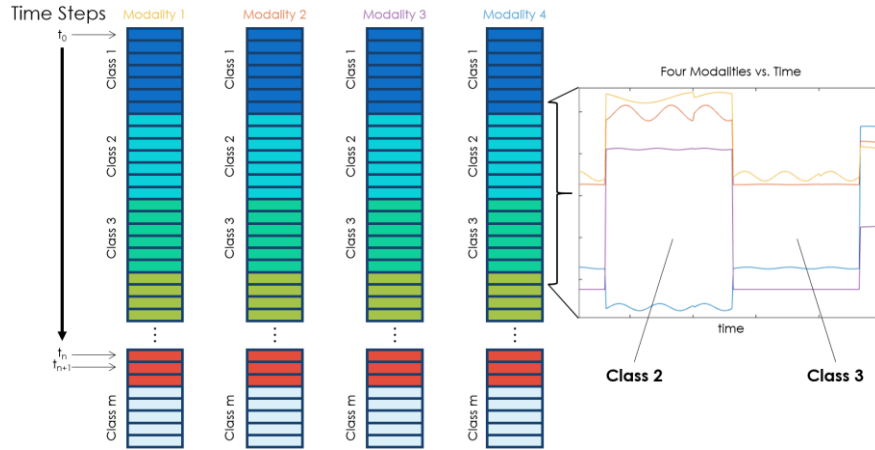 Time Steps
Modality 1
Modality 2
Modality 3
Modality 4
t0
Class 1
Class 1
Class 1
Class 1
Four Modalities vs. Time
Class 2
Class 2
Class 2
Class 2
Class 3
Class 3
Class 3
Class 3
time
...
...
...
...
tn
tn+1
Class 2
Class 3
Class m
Class m
Class m
Class m